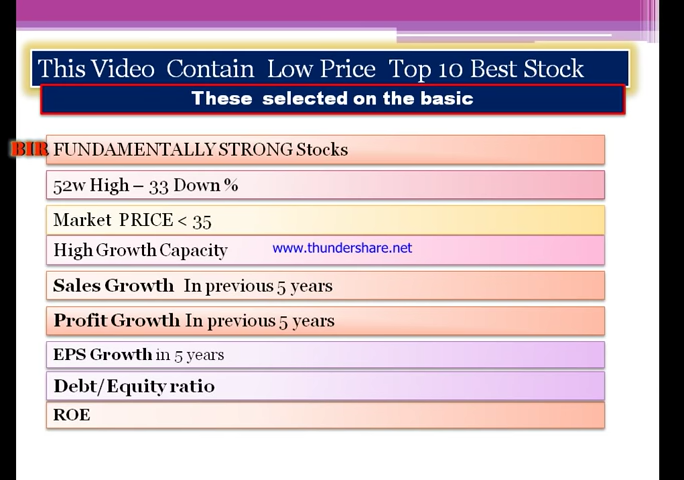 This Video Contain Low Price Top 10 Best Stock
These selected on the basic
BIR FUNDAMENTALLY STRONG Stocks
52w High – 33 Down %
Market PRICE < 35
High Growth Capacity www.thundershare.net
Sales Growth In previous 5 years
Profit Growth In previous 5 years
EPS Growth in 5 years
Debt/Equity ratio
ROE